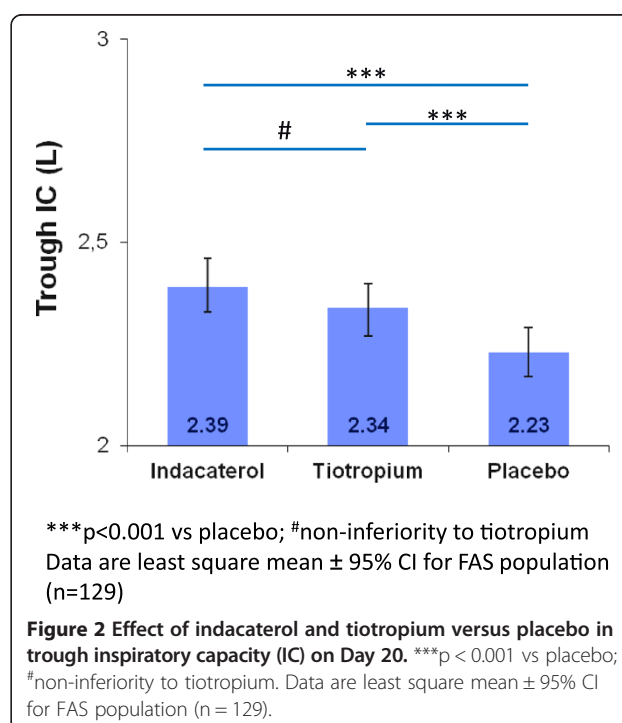 3
***
***
#
Trough IC (L)
2,5
2.39
2.34
2.23
2
Indacaterol Tiotropium Placebo
***p<0.001 vs placebo; #non-inferiority to tiotropium
Data are least square mean ± 95% CI for FAS population
(n=129)
Figure 2 Effect of indacaterol and tiotropium versus placebo in
trough inspiratory capacity (IC) on Day 20. ***p < 0.001 vs placebo;
#non-inferiority to tiotropium. Data are least square mean ± 95% CI
for FAS population (n = 129).